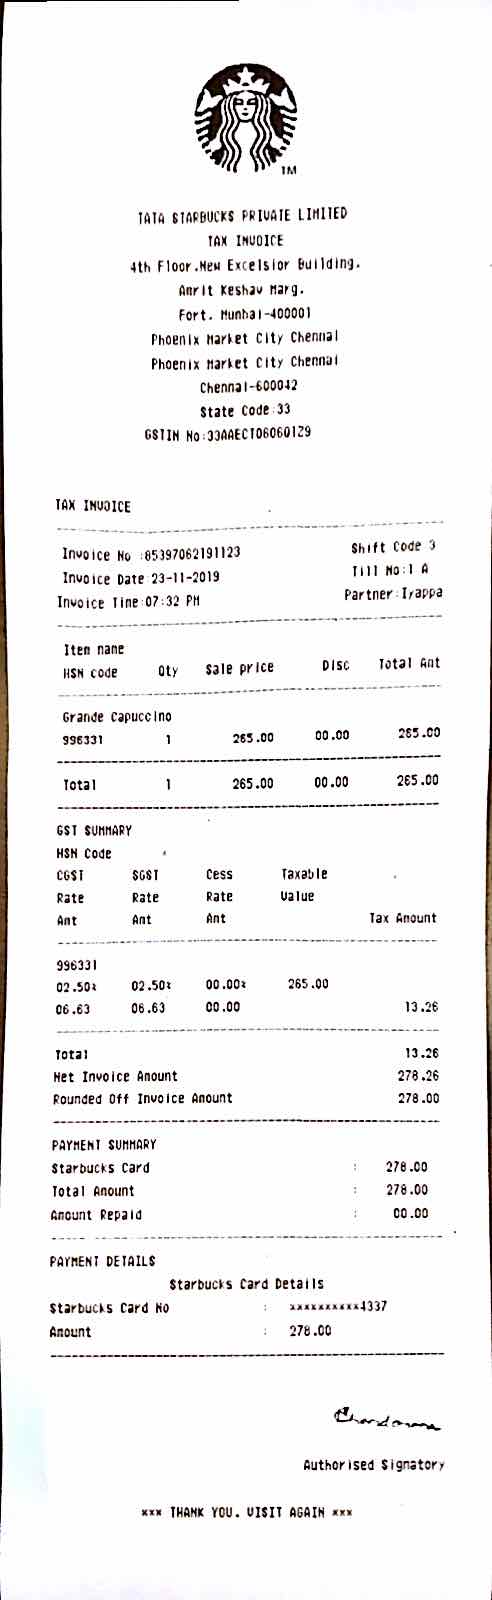 TM
TATA STARBUCKS PRIVATE LIMITED
TAX INVOICE
4th Floor.New Excelsior Building.
Amrit Keshav Marg.
Fort. Mumbai-400001
Phoenix Market City Chennai
Phoenix Market City Chennai
Chennai-600042
State Code:33
GSTIN No:33AAECT0606D1Z9
TAX INVOICE
Invoice No :85397062191123 Shift Code 3
Invoice Date:23-11-2019 Till No:1 A
Invoice Time:07:32 PM Partner:Iyappa
Item name
HSN code Qty Sale price Disc Total Amt
Grande Capuccino
996331 1 265.00 00.00 265.00
Total 1 265.00 00.00 265.00
GST SUMMARY
HSN Code
CGST SGST Cess Taxable
Rate Rate Rate Value
Amt Amt Amt Tax Amount
996331
02.50% 02.50% 00.00% 265.00
06.63 06.63 00.00 13.26
Total 13.26
Net Invoice Amount 278.26
Rounded Off Invoice Amount 278.00
PAYMENT SUMMARY
Starbucks Card : 278.00
Total Amount : 278.00
Amount Repaid : 00.00
PAYMENT DETAILS
Starbucks Card Details
Starbucks Card No : xxxxxxxxxx4337
Amount : 278.00
Authorised Signatory
*** THANK YOU. VISIT AGAIN ***